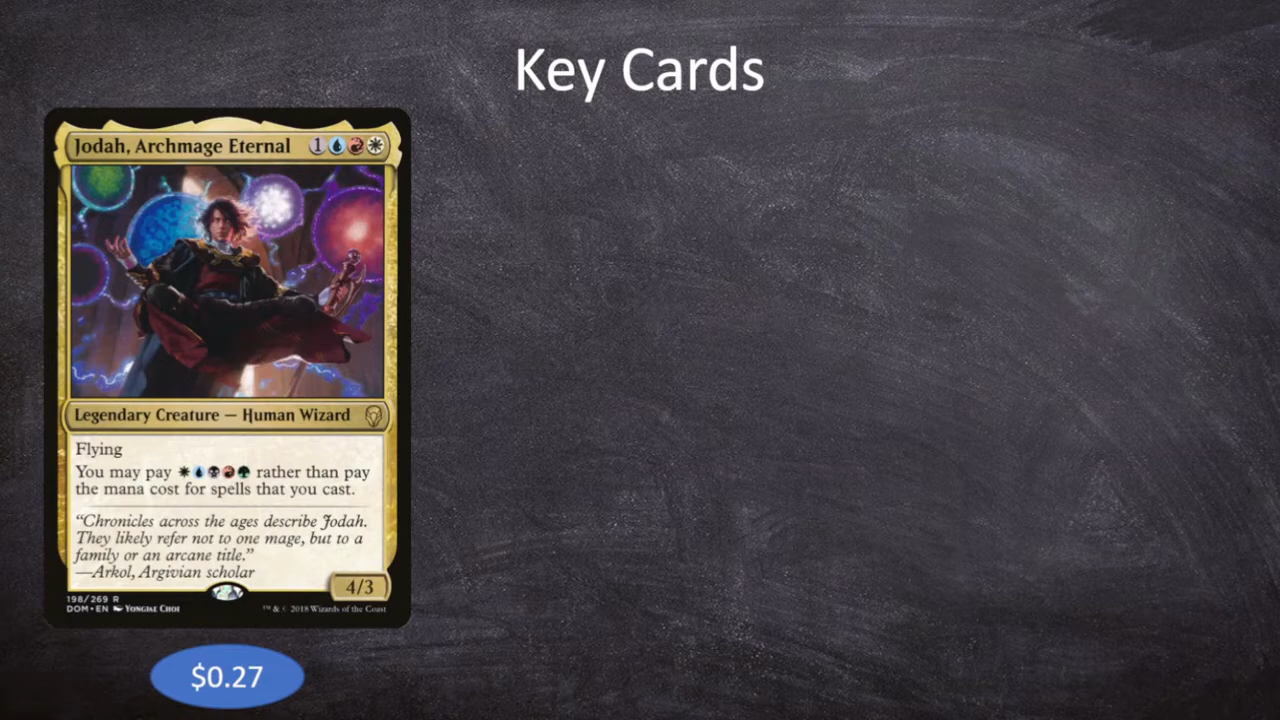 Key Cards
Jodah, Archmage Eternal 1
Legendary Creature — Human Wizard
Flying
You may pay rather than pay
the mana cost for spells that you cast.
"Chronicles across the ages describe Jodah.
They likely refer not to one mage, but to a
family or an arcane title."
—Arkol, Argivian scholar
4/3
198/269 R
DOM • EN Yongjae Choi
™ & © 2018 Wizards of the Coast
$0.27